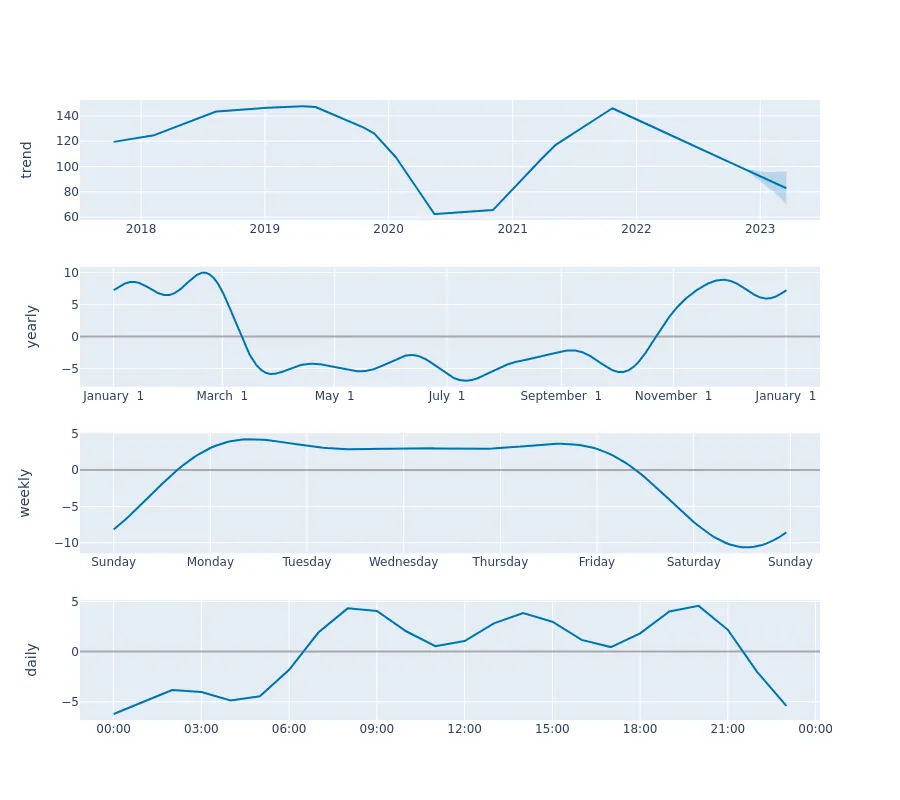 trend
140
120
100
80
60
2018 2019 2020 2021 2022 2023
yearly
10
5
0
−5
January 1 March 1 May 1 July 1 September 1 November 1 January 1
weekly
5
0
−5
−10
Sunday Monday Tuesday Wednesday Thursday Friday Saturday Sunday
daily
5
0
−5
00:00 03:00 06:00 09:00 12:00 15:00 18:00 21:00 00:00